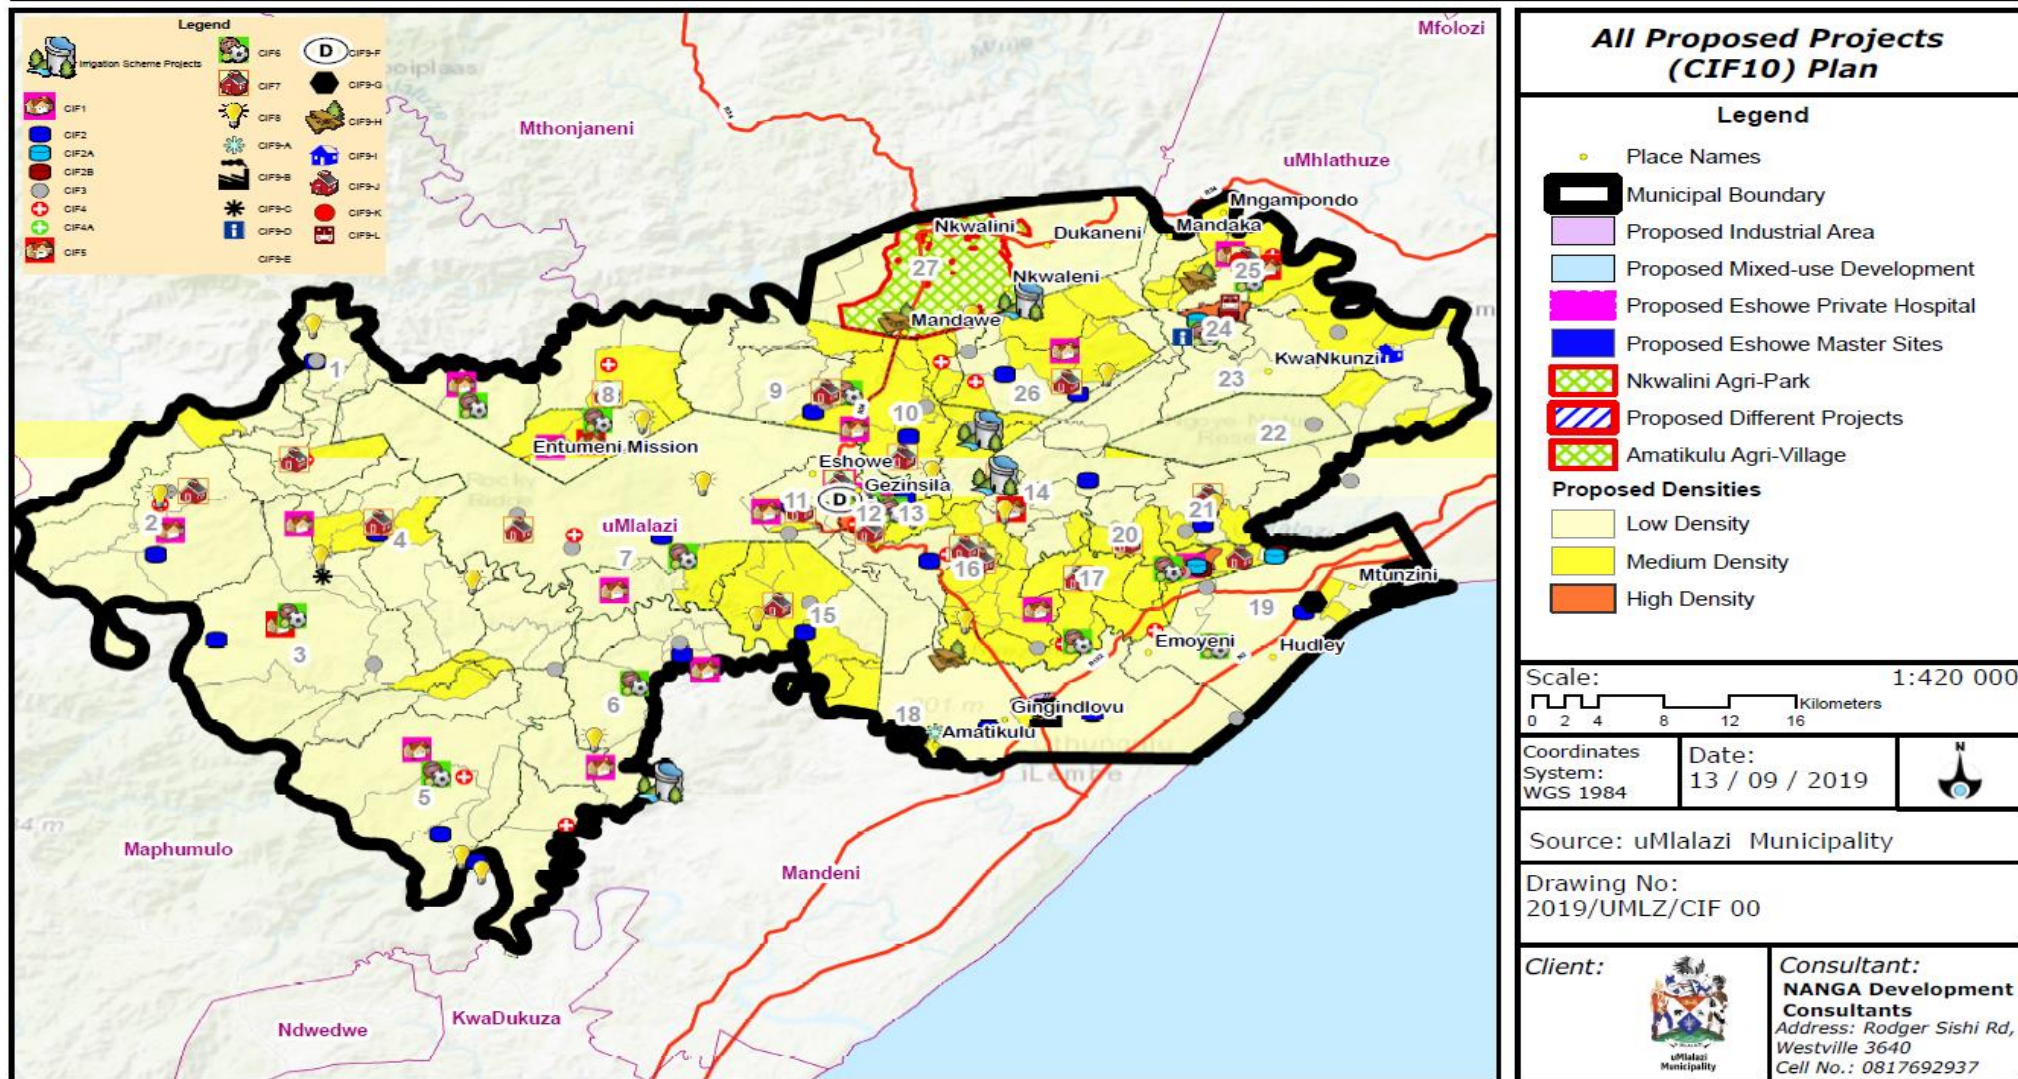 Legend
Irrigation Scheme Projects
CIF1
CIF2
CIF2A
CIF2B
CIF3
CIF4
CIF4A
CIF5
CIF6
CIF7
CIF8
CIF9-A
CIF9-B
CIF9-C
CIF9-D
CIF9-E
D
CIF9-F
CIF9-G
CIF9-H
CIF9-I
CIF9-J
CIF9-K
CIF9-L
Mfolozi
Mthonjaneni
uMhlathuze
R34
Mngampondo
Nkwalini
Dukaneni
Mandaka
27
25
Nkwaleni
Mandawe
24
1
KwaNkunzi
8
9
26
23
10
22
Entumeni Mission
Eshowe
Rocky
Ridge
Gezinsila
14
2
11
D
12
13
21
4
uMlalazi
20
7
16
17
Mtunzini
15
19
3
Emoyeni
Hudley
R102
N2
6
18
Gingindlovu
Amatikulu
iLembe
5
Maphumulo
Mandeni
Ndwedwe
KwaDukuza
All Proposed Projects
(CIF10) Plan
Legend
Place Names
Municipal Boundary
Proposed Industrial Area
Proposed Mixed-use Development
Proposed Eshowe Private Hospital
Proposed Eshowe Master Sites
Nkwalini Agri-Park
Proposed Different Projects
Amatikulu Agri-Village
Proposed Densities
Low Density
Medium Density
High Density
Scale: 1:420 000
Kilometers
0 2 4 8 12 16
Coordinates
System:
WGS 1984
Date:
13 / 09 / 2019
N
Source: uMlalazi Municipality
Drawing No:
2019/UMLZ/CIF 00
Client:
uMlalazi
Municipality
Consultant:
NANGA Development
Consultants
Address: Rodger Sishi Rd,
Westville 3640
Cell No.: 0817692937